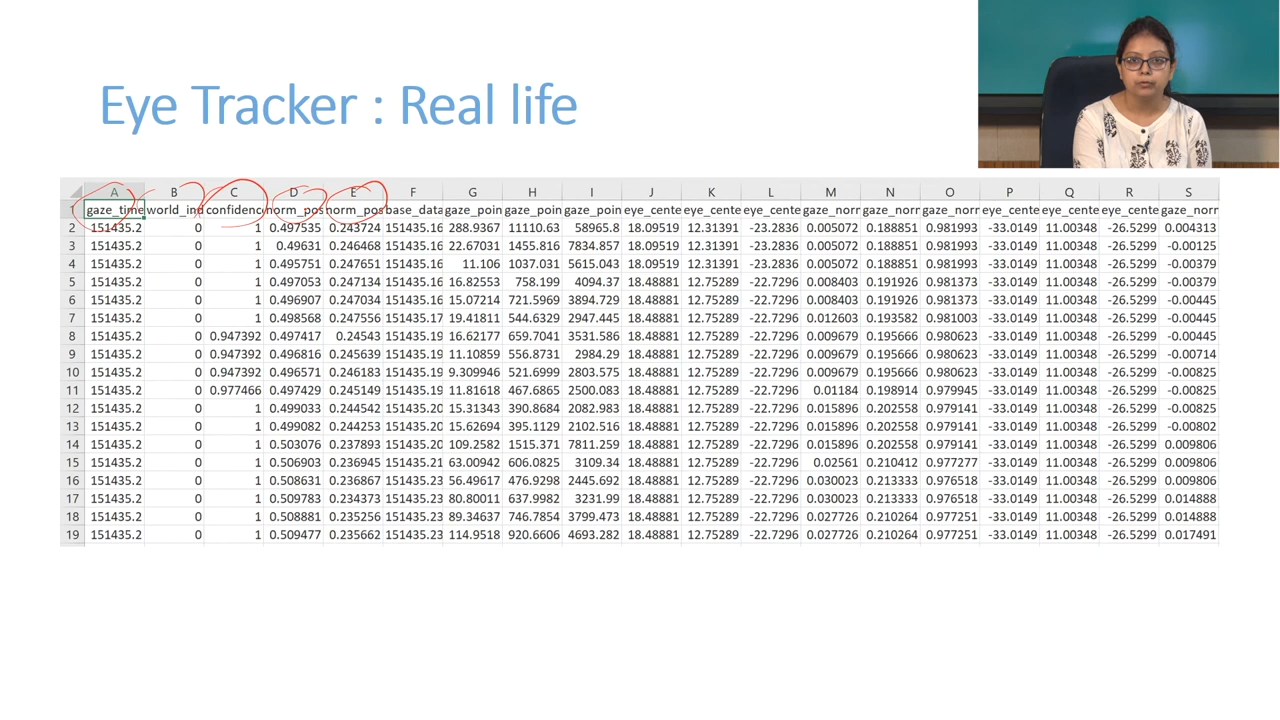 Eye Tracker : Real life
A B C D E F G H I J K L M N O P Q R S
1 gaze_time world_ind confidence norm_pos norm_pos base_data gaze_poin gaze_poin gaze_poin eye_cente eye_cente eye_cente gaze_norr gaze_norr gaze_norr eye_cente eye_cente eye_cente gaze_norr
2 151435.2 0 1 0.497535 0.243724 151435.16 288.9367 11110.63 58965.8 18.09519 12.31391 -23.2836 0.005072 0.188851 0.981993 -33.0149 11.00348 -26.5299 0.004313
3 151435.2 0 1 0.49631 0.246468 151435.16 22.67031 1455.816 7834.857 18.09519 12.31391 -23.2836 0.005072 0.188851 0.981993 -33.0149 11.00348 -26.5299 -0.00125
4 151435.2 0 1 0.495751 0.247651 151435.16 11.106 1037.031 5615.043 18.09519 12.31391 -23.2836 0.005072 0.188851 0.981993 -33.0149 11.00348 -26.5299 -0.00379
5 151435.2 0 1 0.497053 0.247134 151435.16 16.82553 758.199 4094.37 18.48881 12.75289 -22.7296 0.008403 0.191926 0.981373 -33.0149 11.00348 -26.5299 -0.00379
6 151435.2 0 1 0.496907 0.247034 151435.16 15.07214 721.5969 3894.729 18.48881 12.75289 -22.7296 0.008403 0.191926 0.981373 -33.0149 11.00348 -26.5299 -0.00445
7 151435.2 0 1 0.498568 0.247556 151435.17 19.41811 544.6329 2947.445 18.48881 12.75289 -22.7296 0.012603 0.193582 0.981003 -33.0149 11.00348 -26.5299 -0.00445
8 151435.2 0 0.947392 0.497417 0.24543 151435.19 16.62177 659.7041 3531.586 18.48881 12.75289 -22.7296 0.009679 0.195666 0.980623 -33.0149 11.00348 -26.5299 -0.00445
9 151435.2 0 0.947392 0.496816 0.245639 151435.19 11.10859 556.8731 2984.29 18.48881 12.75289 -22.7296 0.009679 0.195666 0.980623 -33.0149 11.00348 -26.5299 -0.00714
10 151435.2 0 0.947392 0.496571 0.246183 151435.19 9.309946 521.6999 2803.575 18.48881 12.75289 -22.7296 0.009679 0.195666 0.980623 -33.0149 11.00348 -26.5299 -0.00825
11 151435.2 0 0.977466 0.497429 0.245149 151435.19 11.81618 467.6865 2500.083 18.48881 12.75289 -22.7296 0.01184 0.198914 0.979945 -33.0149 11.00348 -26.5299 -0.00825
12 151435.2 0 1 0.499033 0.244542 151435.20 15.31343 390.8684 2082.983 18.48881 12.75289 -22.7296 0.015896 0.202558 0.979141 -33.0149 11.00348 -26.5299 -0.00825
13 151435.2 0 1 0.499082 0.244253 151435.20 15.62694 395.1129 2102.516 18.48881 12.75289 -22.7296 0.015896 0.202558 0.979141 -33.0149 11.00348 -26.5299 -0.00802
14 151435.2 0 1 0.503076 0.237893 151435.20 109.2582 1515.371 7811.259 18.48881 12.75289 -22.7296 0.015896 0.202558 0.979141 -33.0149 11.00348 -26.5299 0.009806
15 151435.2 0 1 0.506903 0.236945 151435.21 63.00942 606.0825 3109.34 18.48881 12.75289 -22.7296 0.02561 0.210412 0.977277 -33.0149 11.00348 -26.5299 0.009806
16 151435.2 0 1 0.508631 0.236867 151435.23 56.49617 476.9298 2445.692 18.48881 12.75289 -22.7296 0.030023 0.213333 0.976518 -33.0149 11.00348 -26.5299 0.009806
17 151435.2 0 1 0.509783 0.234373 151435.23 80.80011 637.9982 3231.99 18.48881 12.75289 -22.7296 0.030023 0.213333 0.976518 -33.0149 11.00348 -26.5299 0.014888
18 151435.2 0 1 0.508881 0.235256 151435.23 89.34637 746.7854 3799.473 18.48881 12.75289 -22.7296 0.027726 0.210264 0.977251 -33.0149 11.00348 -26.5299 0.014888
19 151435.2 0 1 0.509477 0.235662 151435.23 114.9518 920.6606 4693.282 18.48881 12.75289 -22.7296 0.027726 0.210264 0.977251 -33.0149 11.00348 -26.5299 0.017491